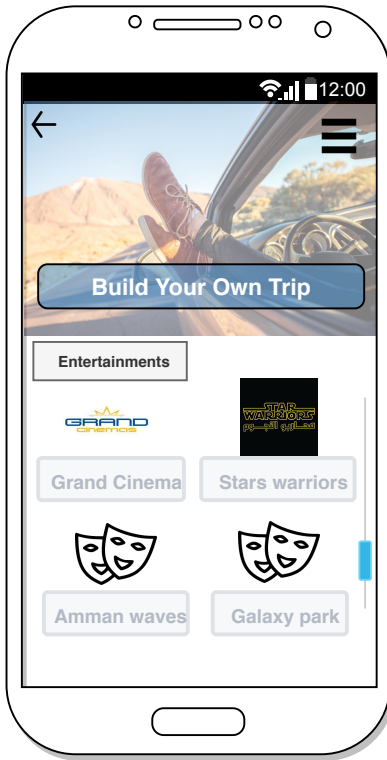 12:00
Build Your Own Trip
Entertainments
GRAND
cinemas
STAR
WARRIORS
محاربو النجوم
Grand Cinema
Stars warriors
Amman waves
Galaxy park